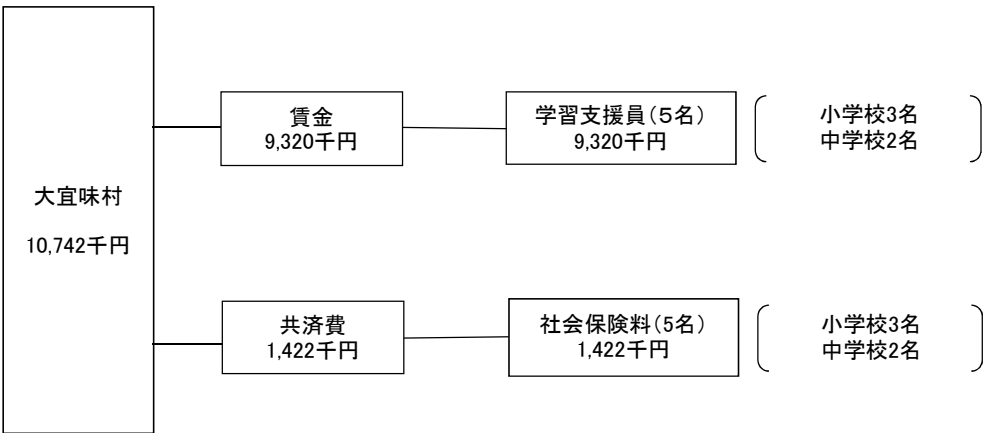 大宜味村
10,742千円
賃金
9,320千円
学習支援員(5名)
9,320千円
小学校3名
中学校2名
共済費
1,422千円
社会保険料(5名)
1,422千円
小学校3名
中学校2名